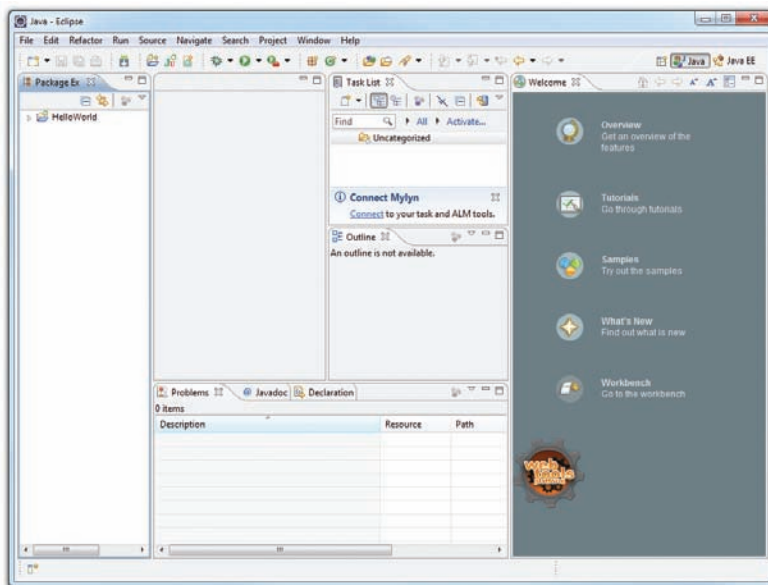 Java - Eclipse
File Edit Refactor Run Source Navigate Search Project Window Help
Java Java EE
Package Ex
HelloWorld
Task List
Find All Activate...
Uncategorized
Connect Mylyn
Connect to your task and ALM tools.
Outline
An outline is not available.
Welcome
Overview
Get an overview of the
features
Tutorials
Go through tutorials
Samples
Try out the samples
What's New
Find out what is new
Workbench
Go to the workbench
web
tools
Problems Javadoc Declaration
0 items
Description Resource Path